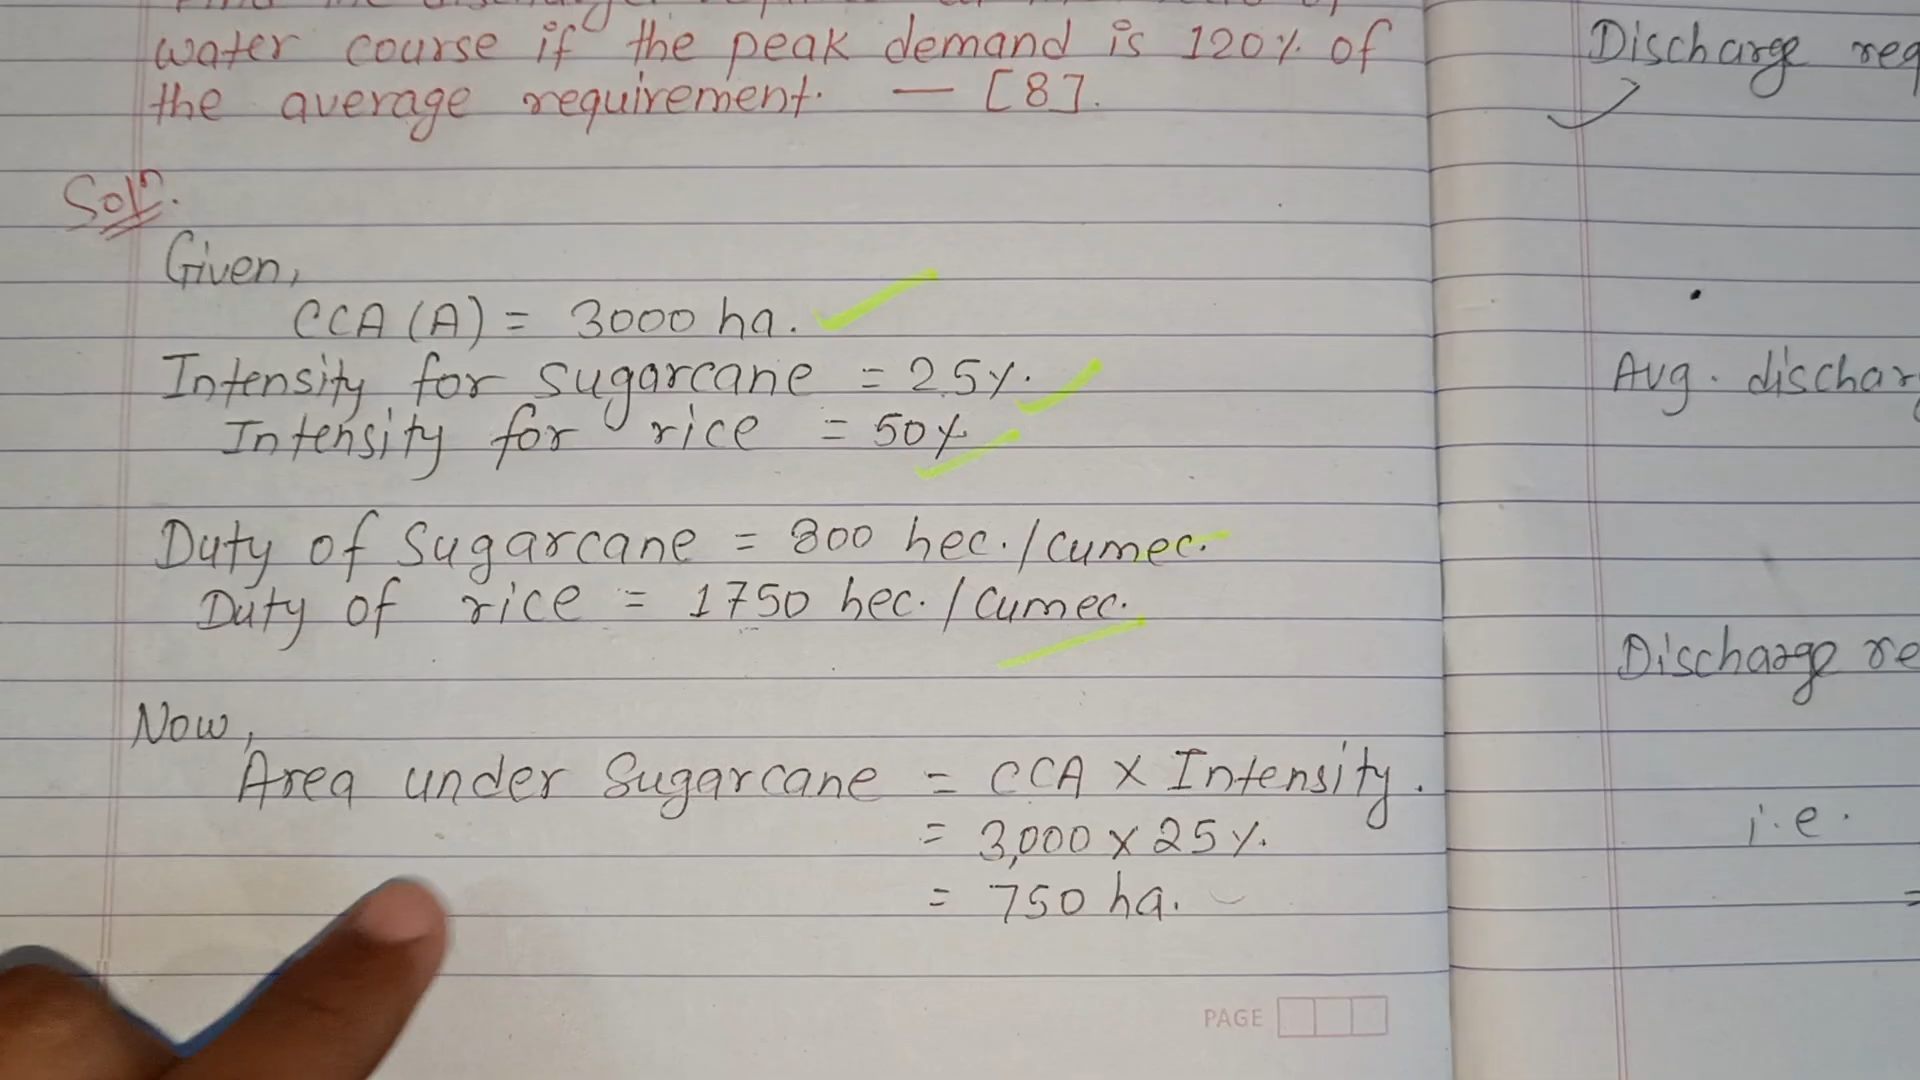 water course if the peak demand is 120% of
the average requirement. — [8].
Solⁿ.
Given,
CCA (A) = 3000 ha.
Intensity for sugarcane = 25%.
Intensity for rice = 50%
Duty of Sugarcane = 800 hec./cumec.
Duty of rice = 1750 hec./cumec.
Now,
Area under Sugarcane = CCA X Intensity.
= 3,000 x 25%.
= 750 ha.
PAGE
Discharge req
Avg. dischar
Discharge re
i.e.
=